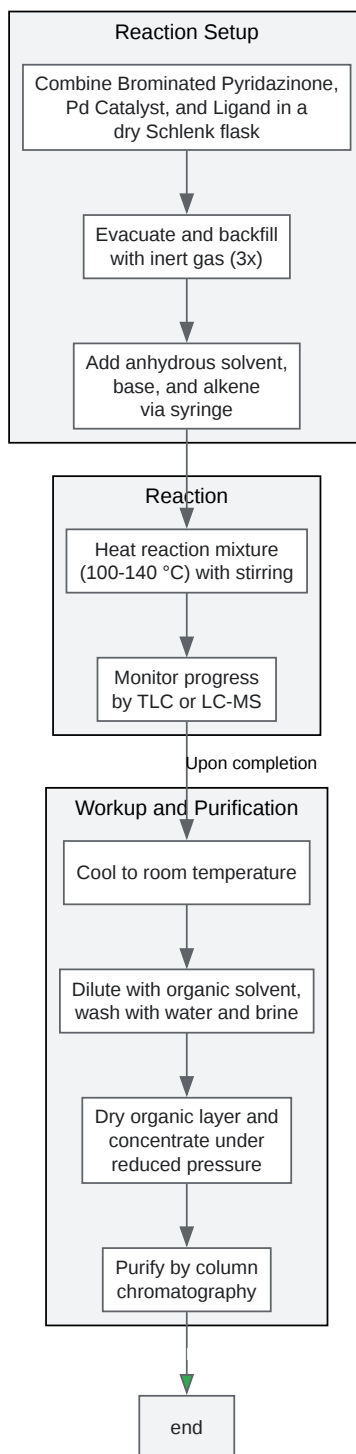 Reaction Setup
Combine Brominated Pyridazinone,
Pd Catalyst, and Ligand in a
dry Schlenk flask
Evacuate and backfill
with inert gas (3x)
Add anhydrous solvent,
base, and alkene
via syringe
Reaction
Heat reaction mixture
(100-140 °C) with stirring
Monitor progress
by TLC or LC-MS
Upon completion
Workup and Purification
Cool to room temperature
Dilute with organic solvent,
wash with water and brine
Dry organic layer and
concentrate under
reduced pressure
Purify by column
chromatography
end